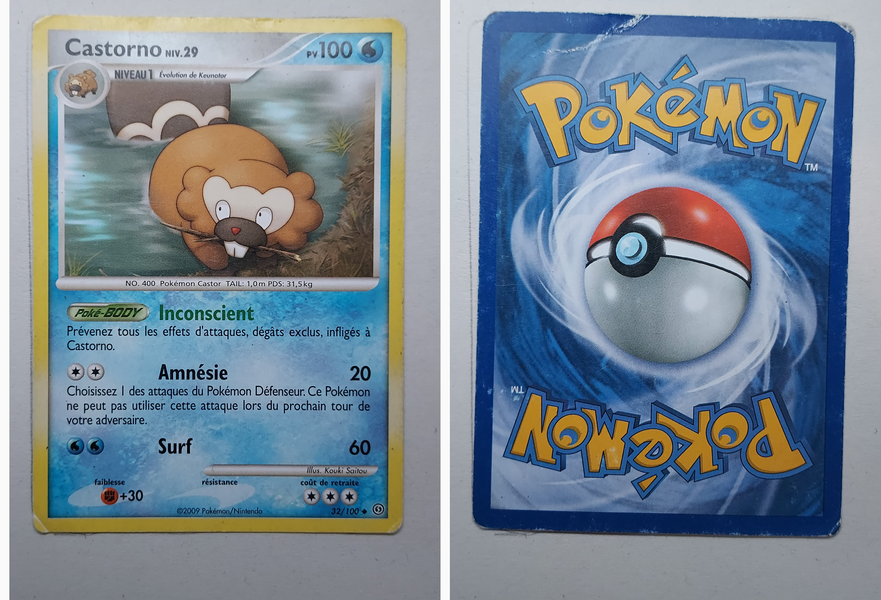 Castorno NIV.29
PV 100
NIVEAU 1 Évolution de Keunotor
NO. 400 Pokémon Castor TAIL: 1,0m PDS: 31,5kg
Poké-BODY Inconscient
Prévenez tous les effets d'attaques, dégâts exclus, infligés à
Castorno.
Amnésie 20
Choisissez 1 des attaques du Pokémon Défenseur. Ce Pokémon
ne peut pas utiliser cette attaque lors du prochain tour de
votre adversaire.
Surf 60
Illus. Kouki Saitou
faiblesse résistance coût de retraite
+30
©2009 Pokémon/Nintendo 32/100 S
POKéMON
TM
TM
POKéMON